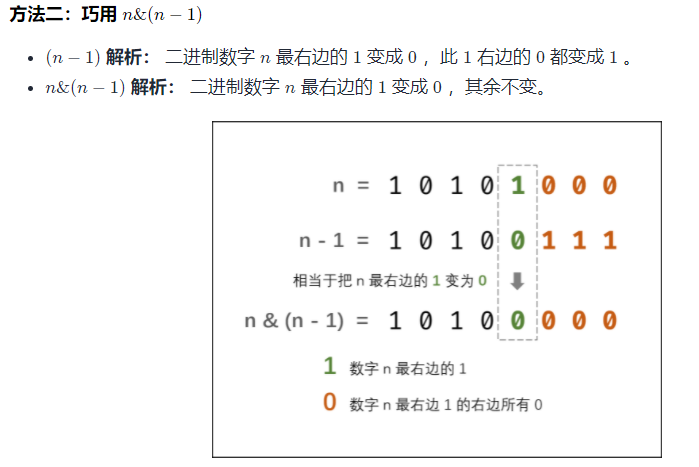 方法二：巧用 n&(n − 1)
• (n − 1) 解析： 二进制数字 n 最右边的 1 变成 0 ，此 1 右边的 0 都变成 1 。
• n&(n − 1) 解析： 二进制数字 n 最右边的 1 变成 0 ，其余不变。
n = 1 0 1 0 1 0 0 0
n - 1 = 1 0 1 0 0 1 1 1
相当于把 n 最右边的 1 变为 0
n & (n - 1) = 1 0 1 0 0 0 0 0
1 数字 n 最右边的 1
0 数字 n 最右边 1 的右边所有 0